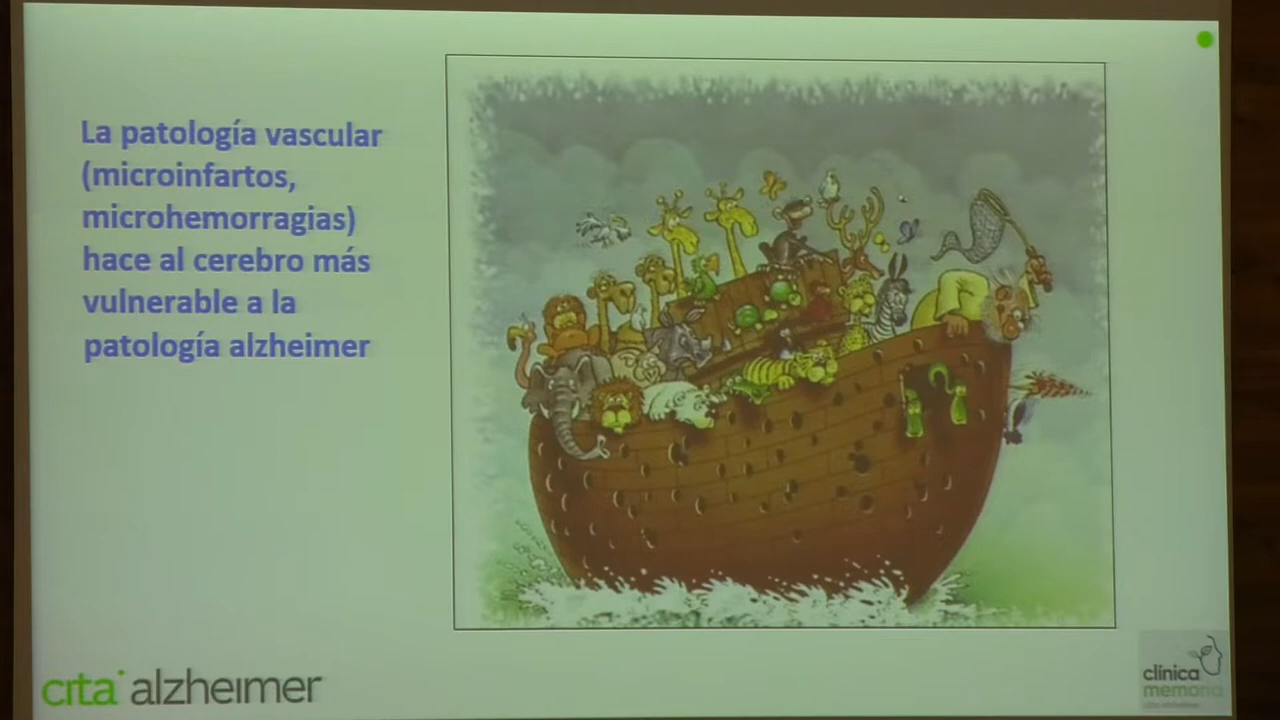 La patología vascular
(microinfartos,
microhemorragias)
hace al cerebro más
vulnerable a la
patología alzheimer
cita alzheimer
clínica
memoria